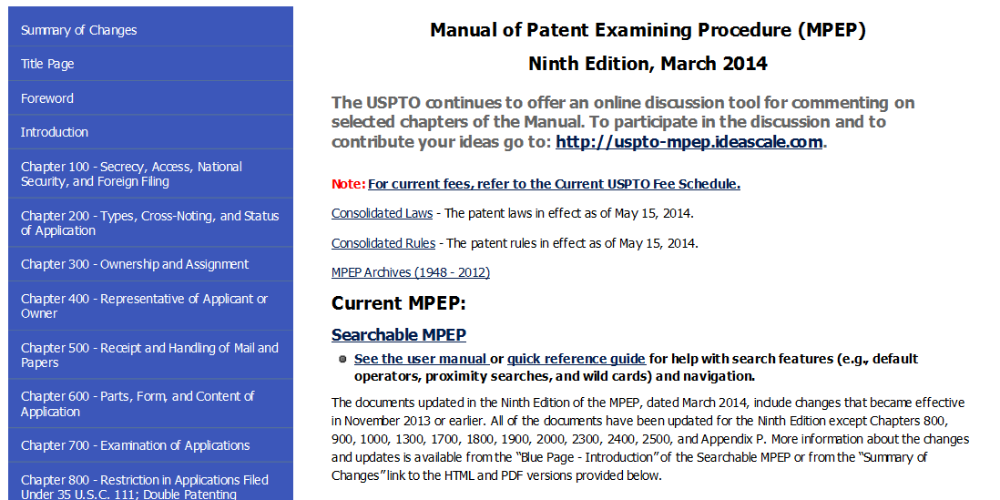 Summary of Changes
Title Page
Foreword
Introduction
Chapter 100 - Secrecy, Access, National
Security, and Foreign Filing
Chapter 200 - Types, Cross-Noting, and Status
of Application
Chapter 300 - Ownership and Assignment
Chapter 400 - Representative of Applicant or
Owner
Chapter 500 - Receipt and Handling of Mail and
Papers
Chapter 600 - Parts, Form, and Content of
Application
Chapter 700 - Examination of Applications
Chapter 800 - Restriction in Applications Filed
Under 35 U.S.C. 111; Double Patenting
Manual of Patent Examining Procedure (MPEP)
Ninth Edition, March 2014
The USPTO continues to offer an online discussion tool for commenting on
selected chapters of the Manual. To participate in the discussion and to
contribute your ideas go to: http://uspto-mpep.ideascale.com.
Note: For current fees, refer to the Current USPTO Fee Schedule.
Consolidated Laws - The patent laws in effect as of May 15, 2014.
Consolidated Rules - The patent rules in effect as of May 15, 2014.
MPEP Archives (1948 - 2012)
Current MPEP:
Searchable MPEP
See the user manual or quick reference guide for help with search features (e.g., default
operators, proximity searches, and wild cards) and navigation.
The documents updated in the Ninth Edition of the MPEP, dated March 2014, include changes that became effective
in November 2013 or earlier. All of the documents have been updated for the Ninth Edition except Chapters 800,
900, 1000, 1300, 1700, 1800, 1900, 2000, 2300, 2400, 2500, and Appendix P. More information about the changes
and updates is available from the “Blue Page - Introduction” of the Searchable MPEP or from the “Summary of
Changes” link to the HTML and PDF versions provided below.